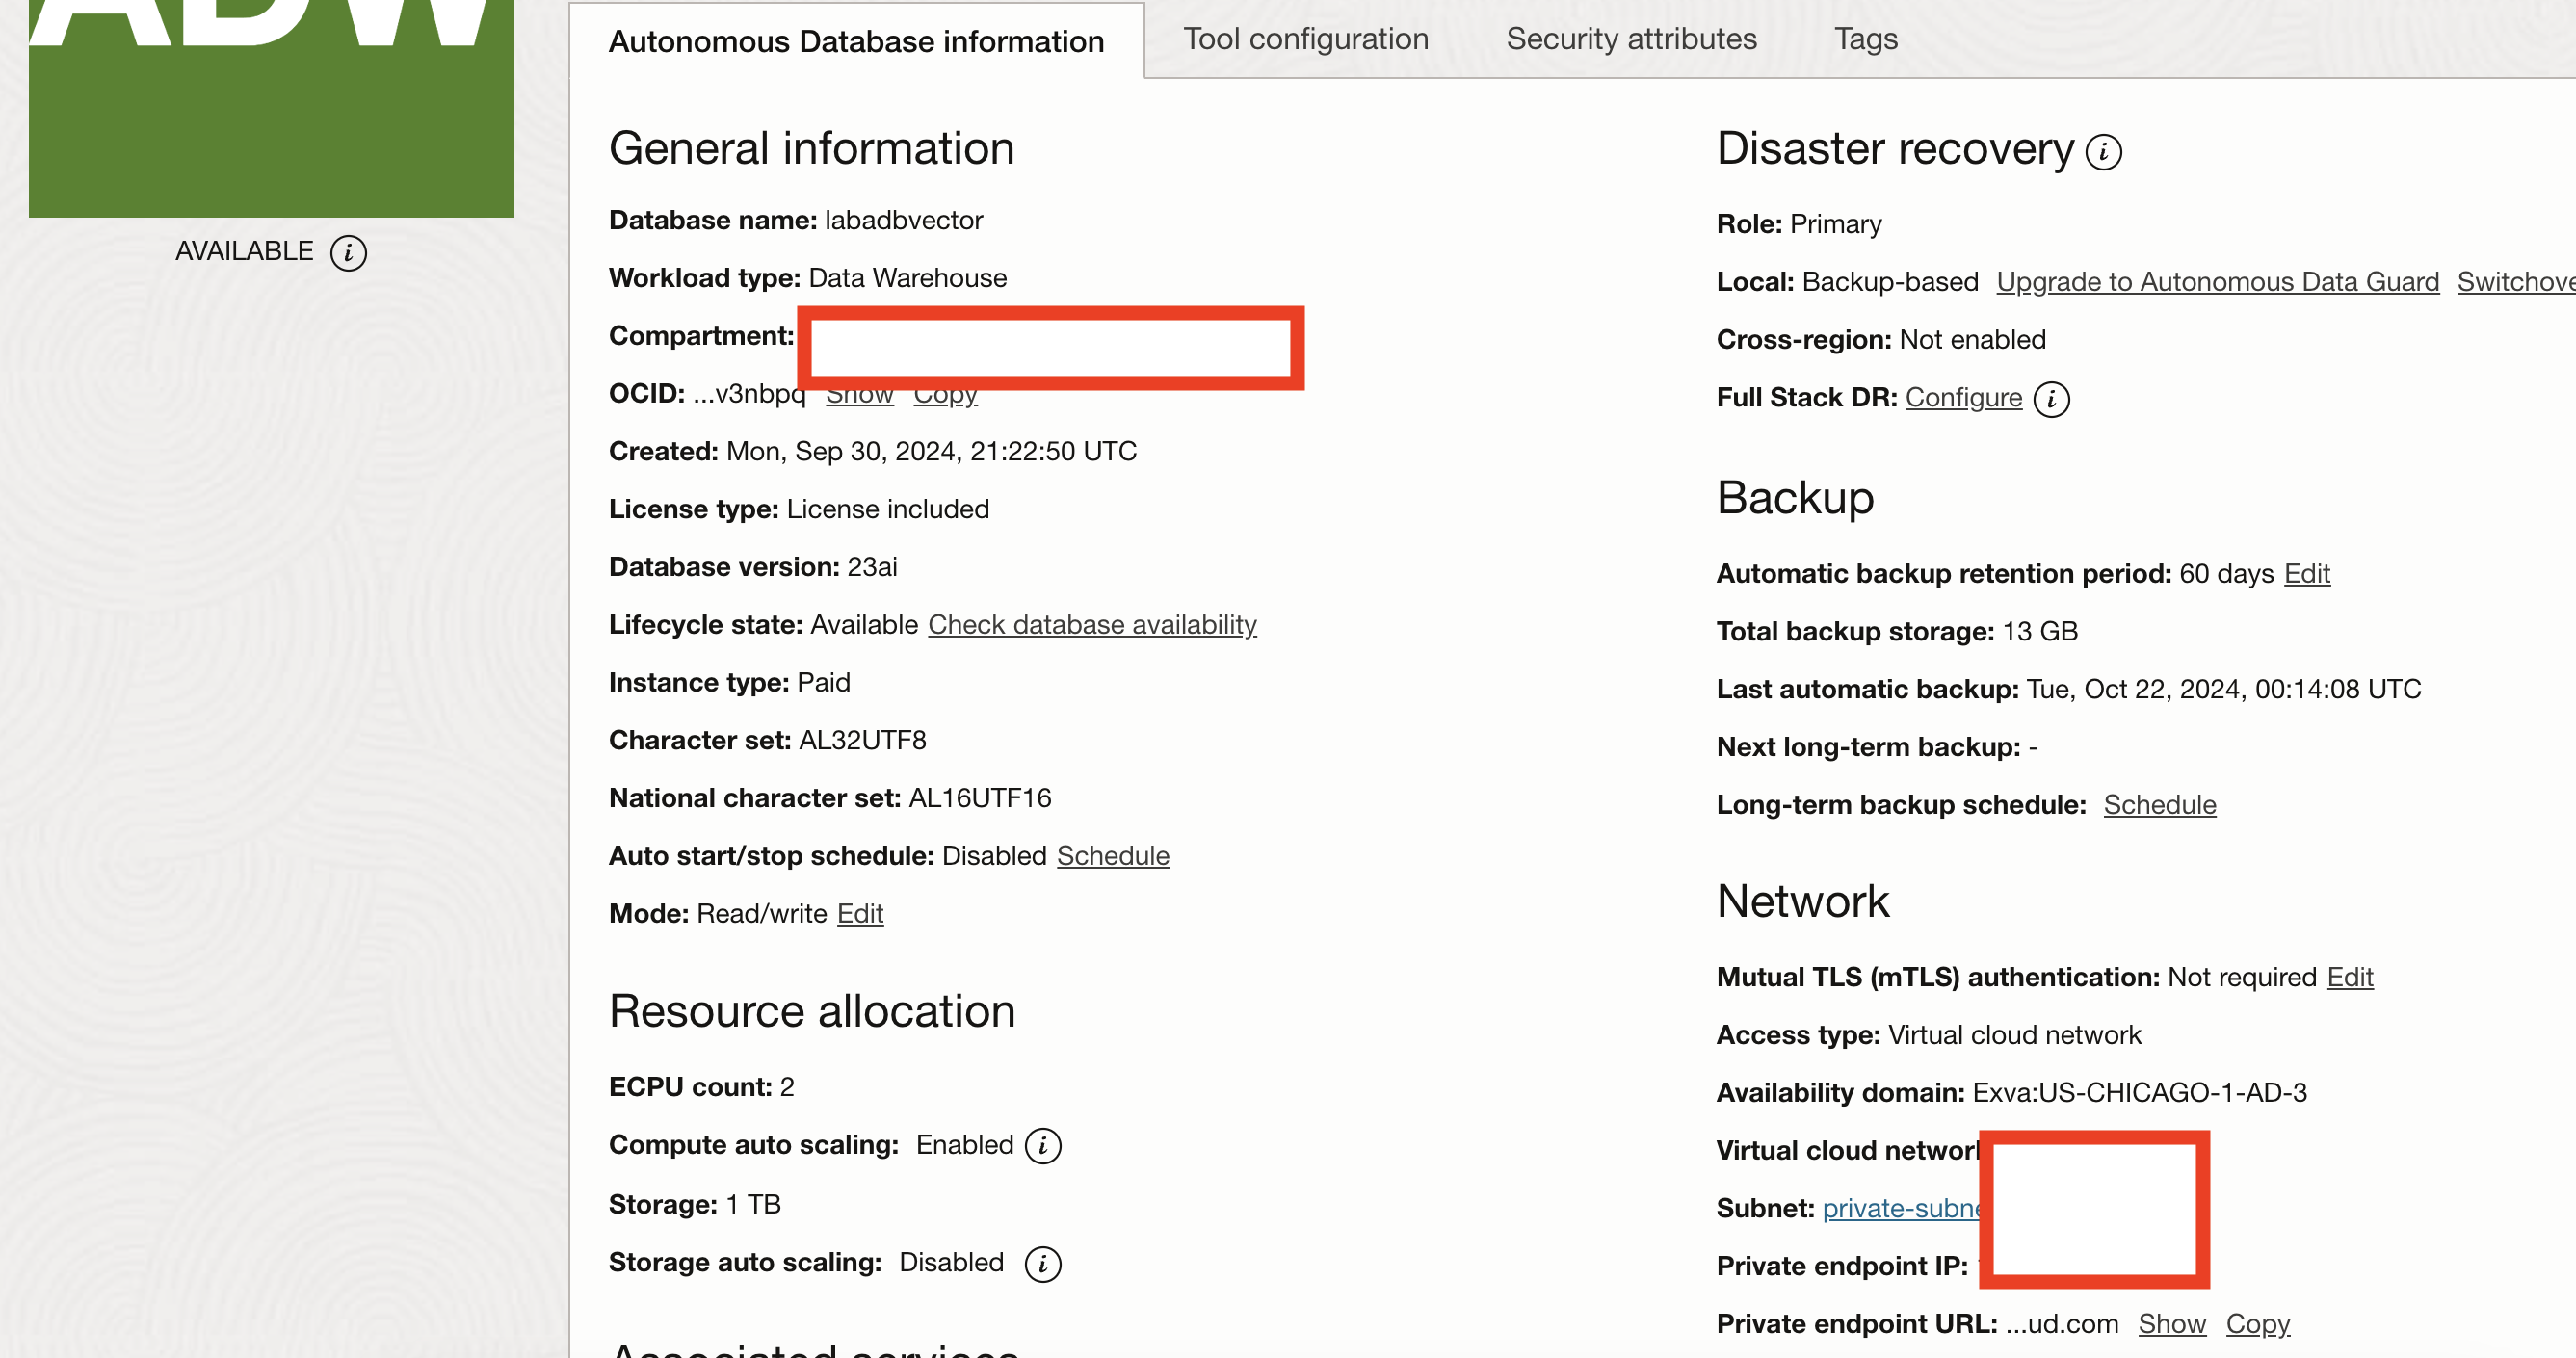 ADW
AVAILABLE
Autonomous Database information
Tool configuration
Security attributes
Tags
General information
Database name: labadbvector
Workload type: Data Warehouse
Compartment:
OCID: ...v3nbpq Show Copy
Created: Mon, Sep 30, 2024, 21:22:50 UTC
License type: License included
Database version: 23ai
Lifecycle state: Available Check database availability
Instance type: Paid
Character set: AL32UTF8
National character set: AL16UTF16
Auto start/stop schedule: Disabled Schedule
Mode: Read/write Edit
Resource allocation
ECPU count: 2
Compute auto scaling: Enabled
Storage: 1 TB
Storage auto scaling: Disabled
Associated services
Disaster recovery
Role: Primary
Local: Backup-based Upgrade to Autonomous Data Guard Switchove
Cross-region: Not enabled
Full Stack DR: Configure
Backup
Automatic backup retention period: 60 days Edit
Total backup storage: 13 GB
Last automatic backup: Tue, Oct 22, 2024, 00:14:08 UTC
Next long-term backup: -
Long-term backup schedule: Schedule
Network
Mutual TLS (mTLS) authentication: Not required Edit
Access type: Virtual cloud network
Availability domain: Exva:US-CHICAGO-1-AD-3
Virtual cloud network
Subnet: private-subne
Private endpoint IP:
Private endpoint URL: ...ud.com Show Copy